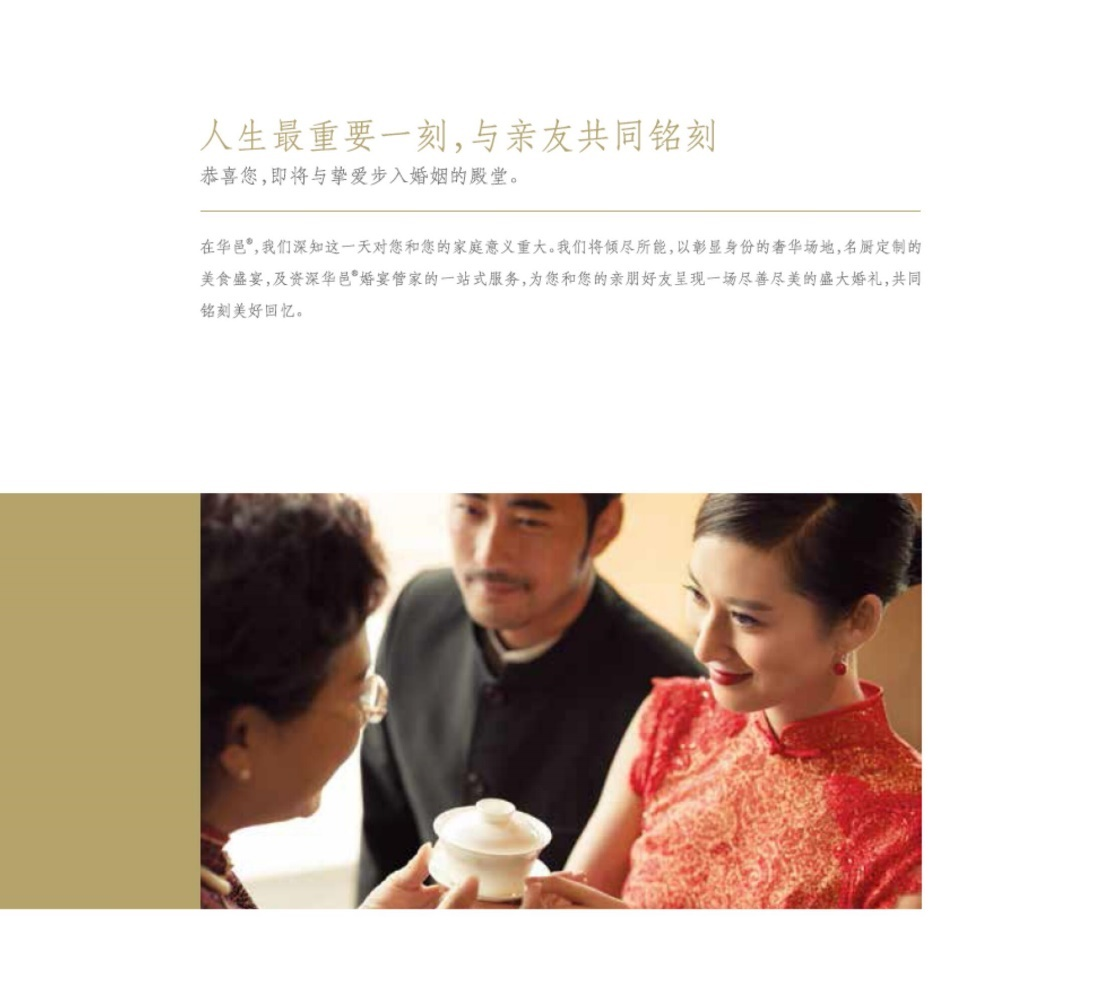 人生最重要一刻,与亲友共同铭刻
恭喜您,即将与挚爱步入婚姻的殿堂。
在华邑®,我们深知这一天对您和您的家庭意义重大。我们将倾尽所能,以彰显身份的奢华场地,名厨定制的
美食盛宴,及资深华邑®婚宴管家的一站式服务,为您和您的亲朋好友呈现一场尽善尽美的盛大婚礼,共同
铭刻美好回忆。